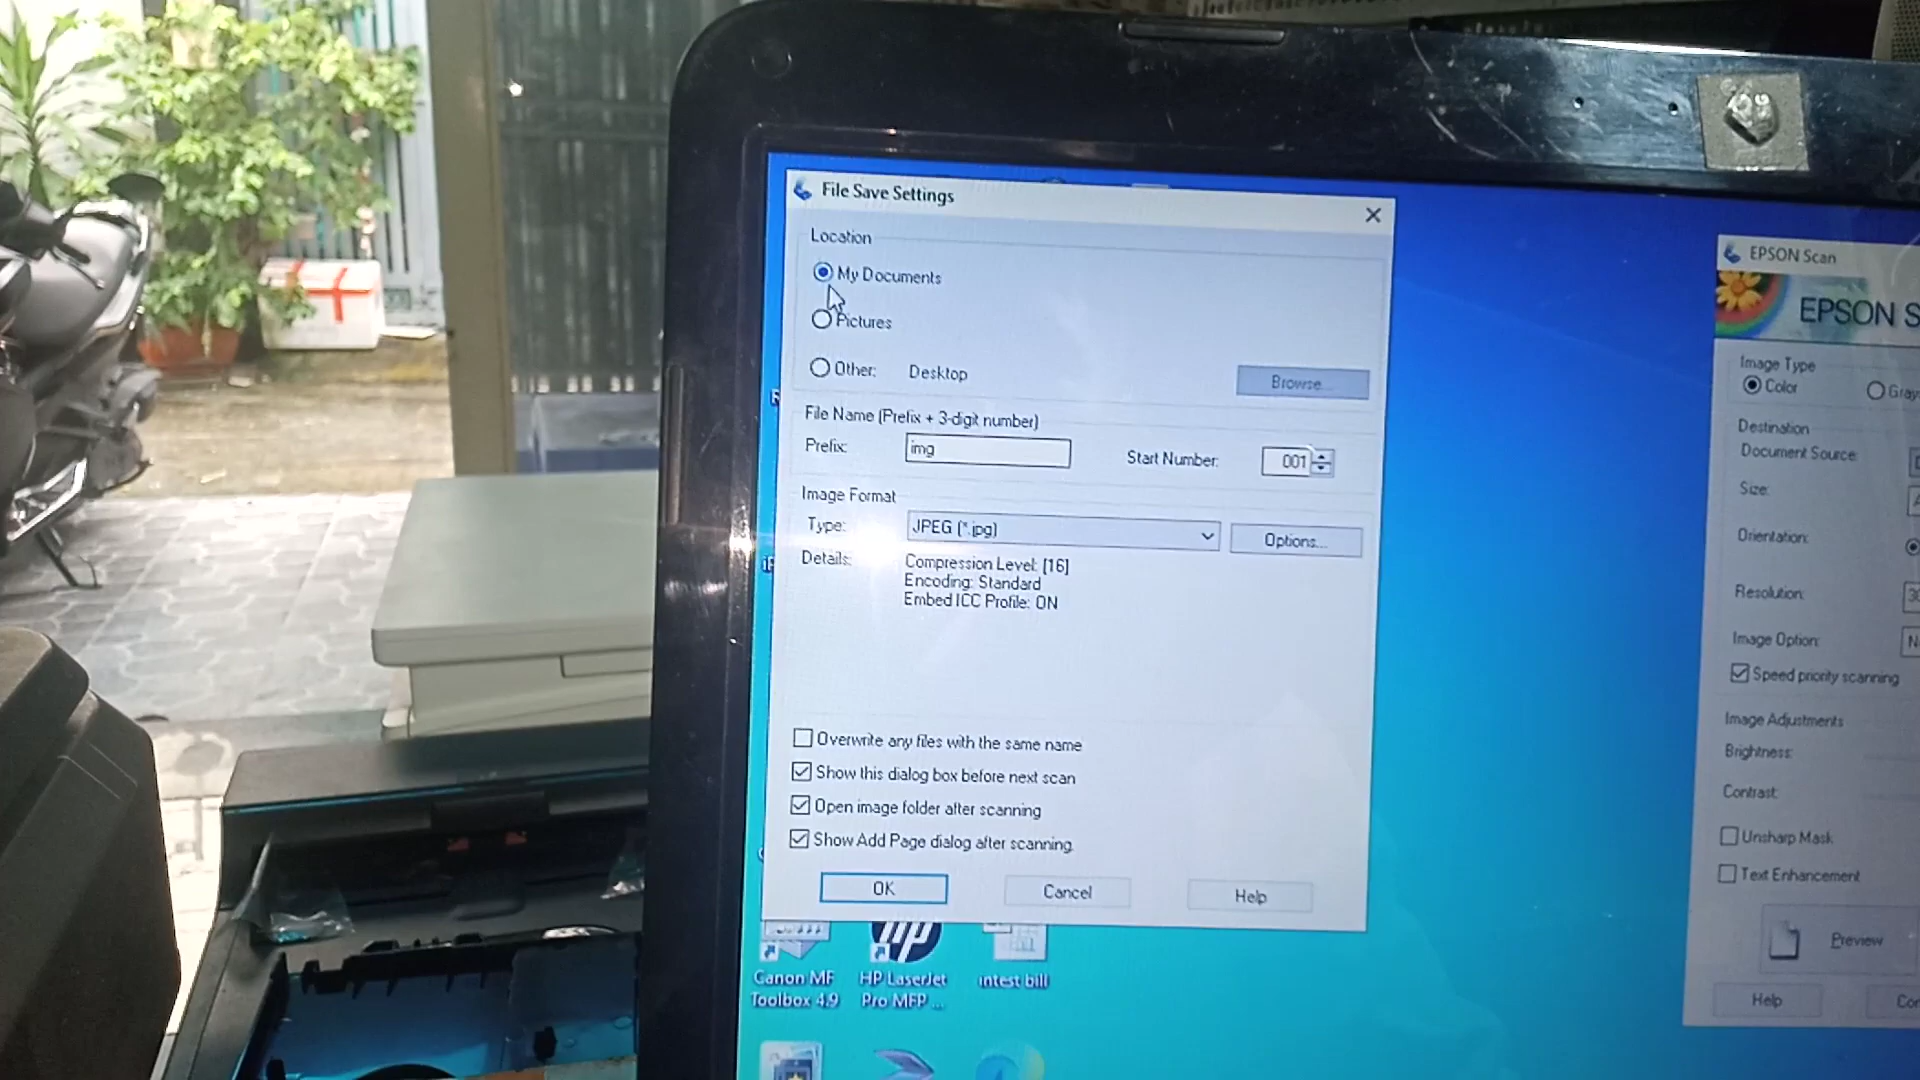 File Save Settings
Location
My Documents
Pictures
Other: Desktop
Browse...
File Name (Prefix + 3-digit number)
Prefix: img
Start Number: 001
Image Format
Type: JPEG (*.jpg)
Options...
Details: Compression Level: [16]
Encoding: Standard
Embed ICC Profile: ON
Overwrite any files with the same name
Show this dialog box before next scan
Open image folder after scanning
Show Add Page dialog after scanning.
OK
Cancel
Help
Canon MF
Toolbox 4.9
HP LaserJet
Pro MFP ...
intest bill
EPSON Scan
EPSON S
Image Type
Color
Gray
Destination
Document Source:
Size:
Orientation:
Resolution:
Image Option:
Speed priority scanning
Image Adjustments
Brightness:
Contrast:
Unsharp Mask
Text Enhancement
Preview
Help